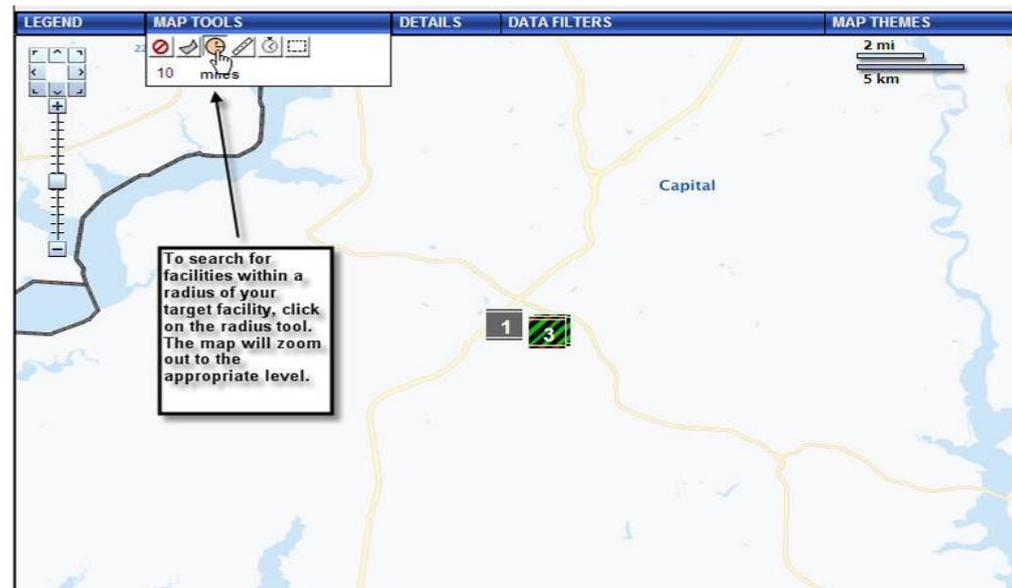 LEGEND MAP TOOLS DETAILS DATA FILTERS MAP THEMES
22
10 miles
2 mi
5 km
Capital
To search for
facilities within a
radius of your
target facility, click
on the radius tool.
The map will zoom
out to the
appropriate level.
1
3